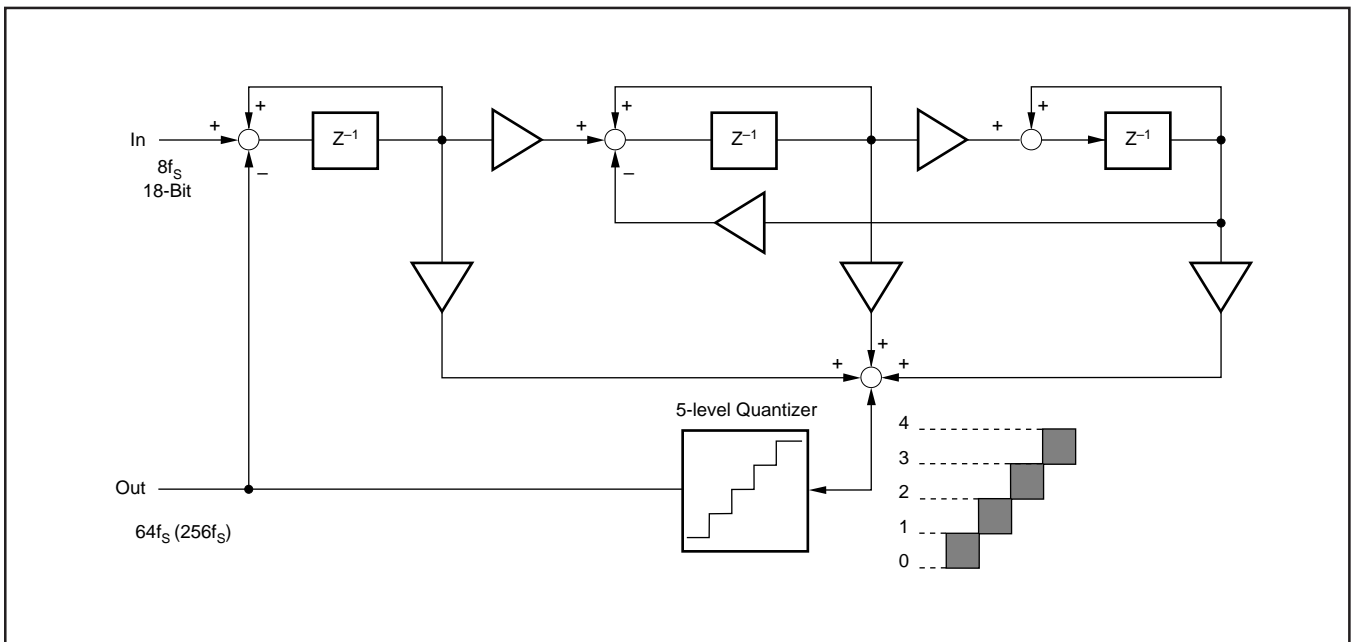 +
+
+
In
+
Z⁻¹
+
Z⁻¹
+
Z⁻¹
8fS
18-Bit
–
–
+
+
+
5-level Quantizer
4
3
2
1
0
Out
64fS (256fS)